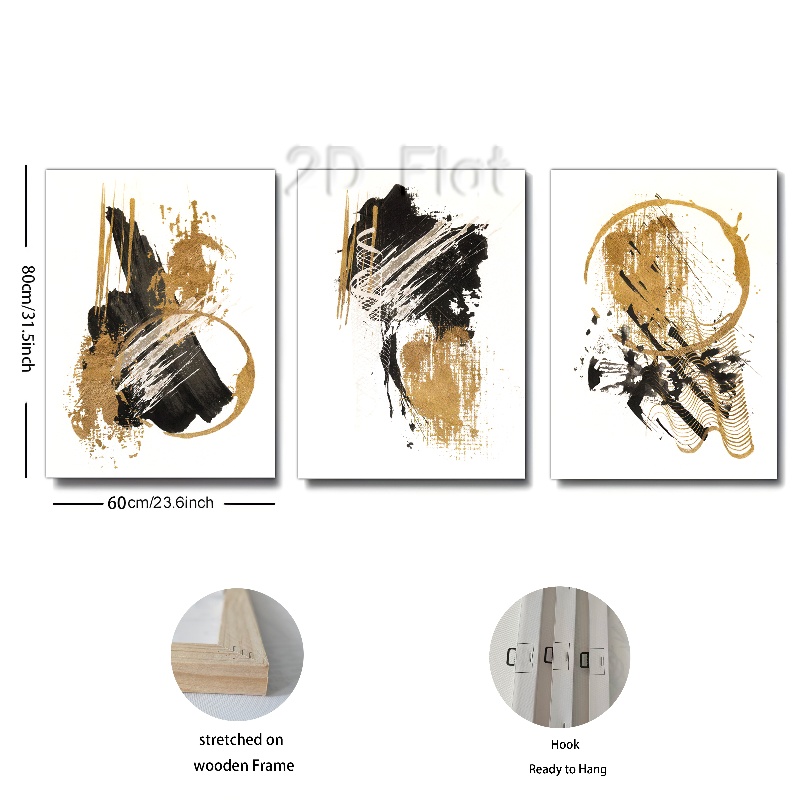 2D Flat
80cm/31.5inch
60cm/23.6inch
stretched on
wooden Frame
Hook
Ready to Hang